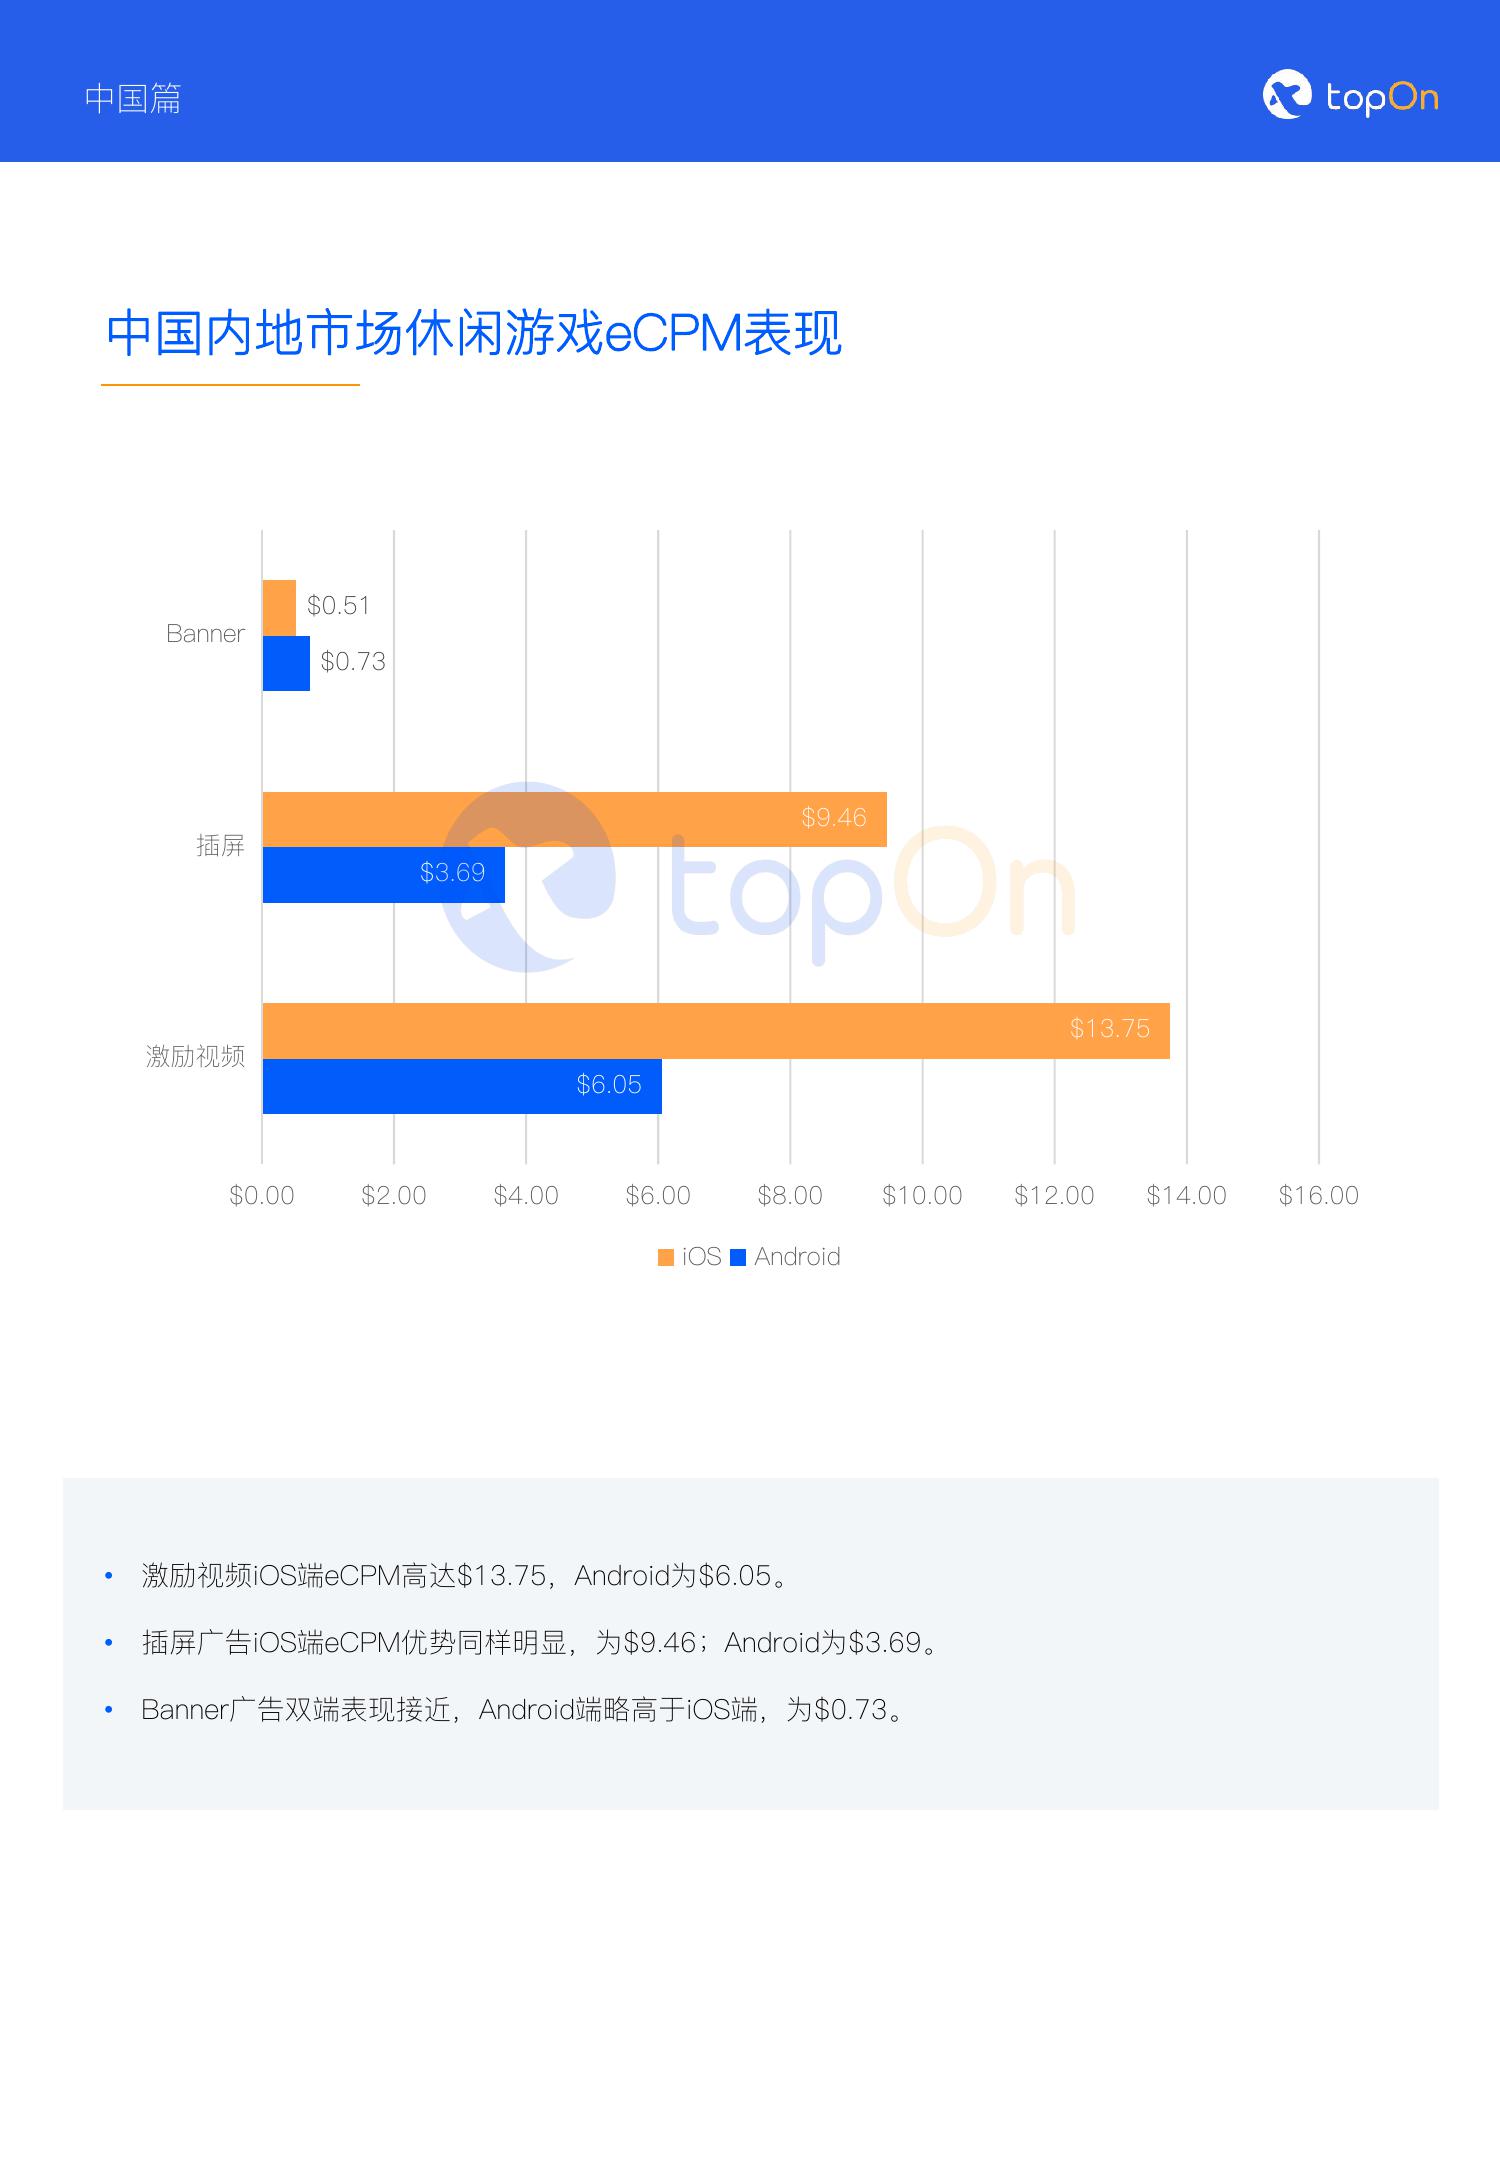 中国篇
topOn
中国内地市场休闲游戏eCPM表现
Banner
$0.51
$0.73
插屏
$9.46
$3.69
topOn
激励视频
$13.75
$6.05
$0.00 $2.00 $4.00 $6.00 $8.00 $10.00 $12.00 $14.00 $16.00
iOS Android
• 激励视频iOS端eCPM高达$13.75，Android为$6.05。
• 插屏广告iOS端eCPM优势同样明显，为$9.46；Android为$3.69。
• Banner广告双端表现接近，Android端略高于iOS端，为$0.73。